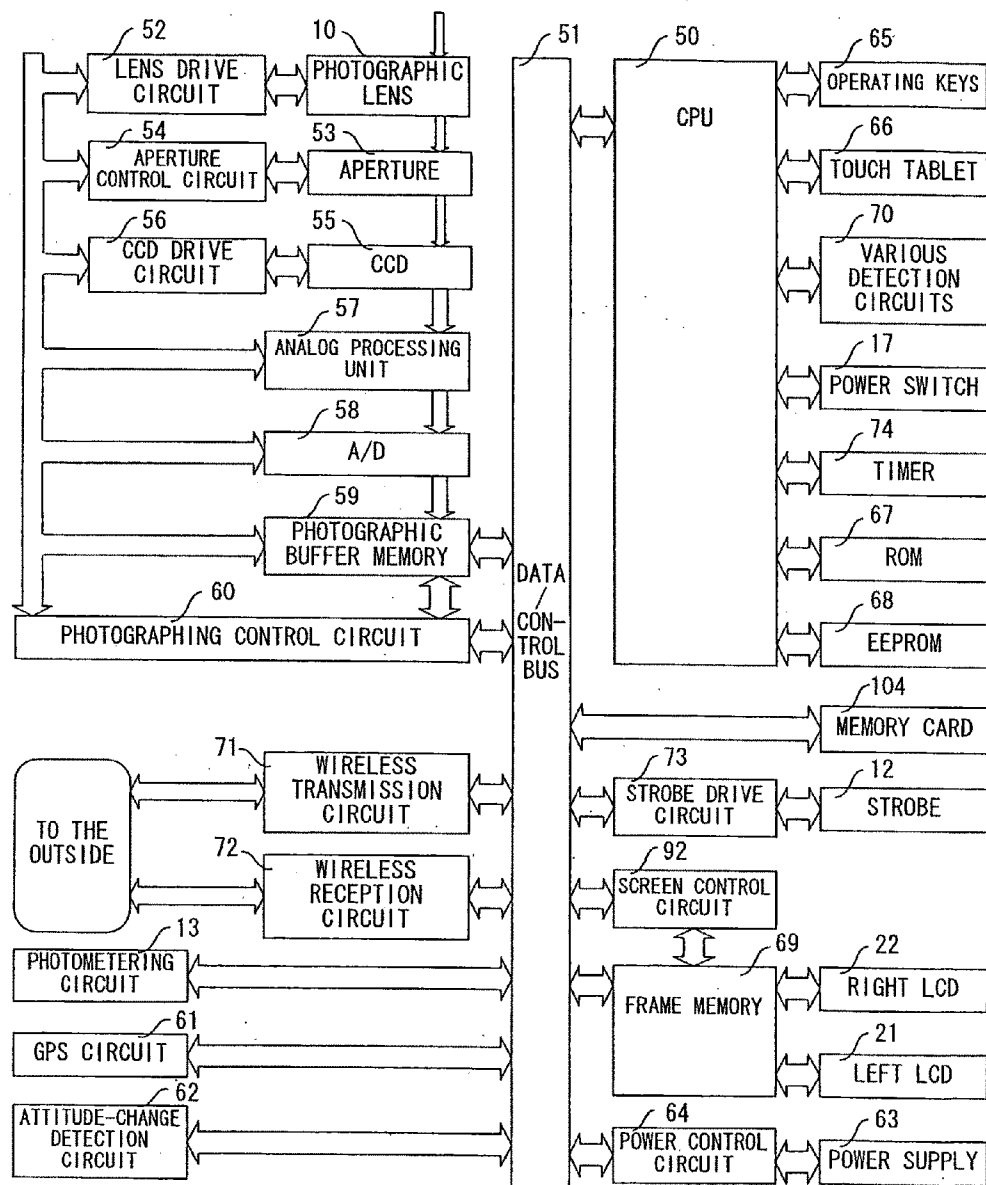 52
LENS DRIVE
CIRCUIT
10
PHOTOGRAPHIC
LENS
54
APERTURE
CONTROL CIRCUIT
53
APERTURE
56
CCD DRIVE
CIRCUIT
55
CCD
57
ANALOG PROCESSING
UNIT
58
A/D
59
PHOTOGRAPHIC
BUFFER MEMORY
60
PHOTOGRAPHING CONTROL CIRCUIT
TO THE
OUTSIDE
71
WIRELESS
TRANSMISSION
CIRCUIT
72
WIRELESS
RECEPTION
CIRCUIT
13
PHOTOMETERING
CIRCUIT
61
GPS CIRCUIT
62
ATTITUDE-CHANGE
DETECTION
CIRCUIT
51
DATA
/
CON-
TROL
BUS
50
CPU
65
OPERATING KEYS
66
TOUCH TABLET
70
VARIOUS
DETECTION
CIRCUITS
17
POWER SWITCH
74
TIMER
67
ROM
68
EEPROM
104
MEMORY CARD
73
STROBE DRIVE
CIRCUIT
12
STROBE
92
SCREEN CONTROL
CIRCUIT
69
FRAME MEMORY
22
RIGHT LCD
21
LEFT LCD
64
POWER CONTROL
CIRCUIT
63
POWER SUPPLY